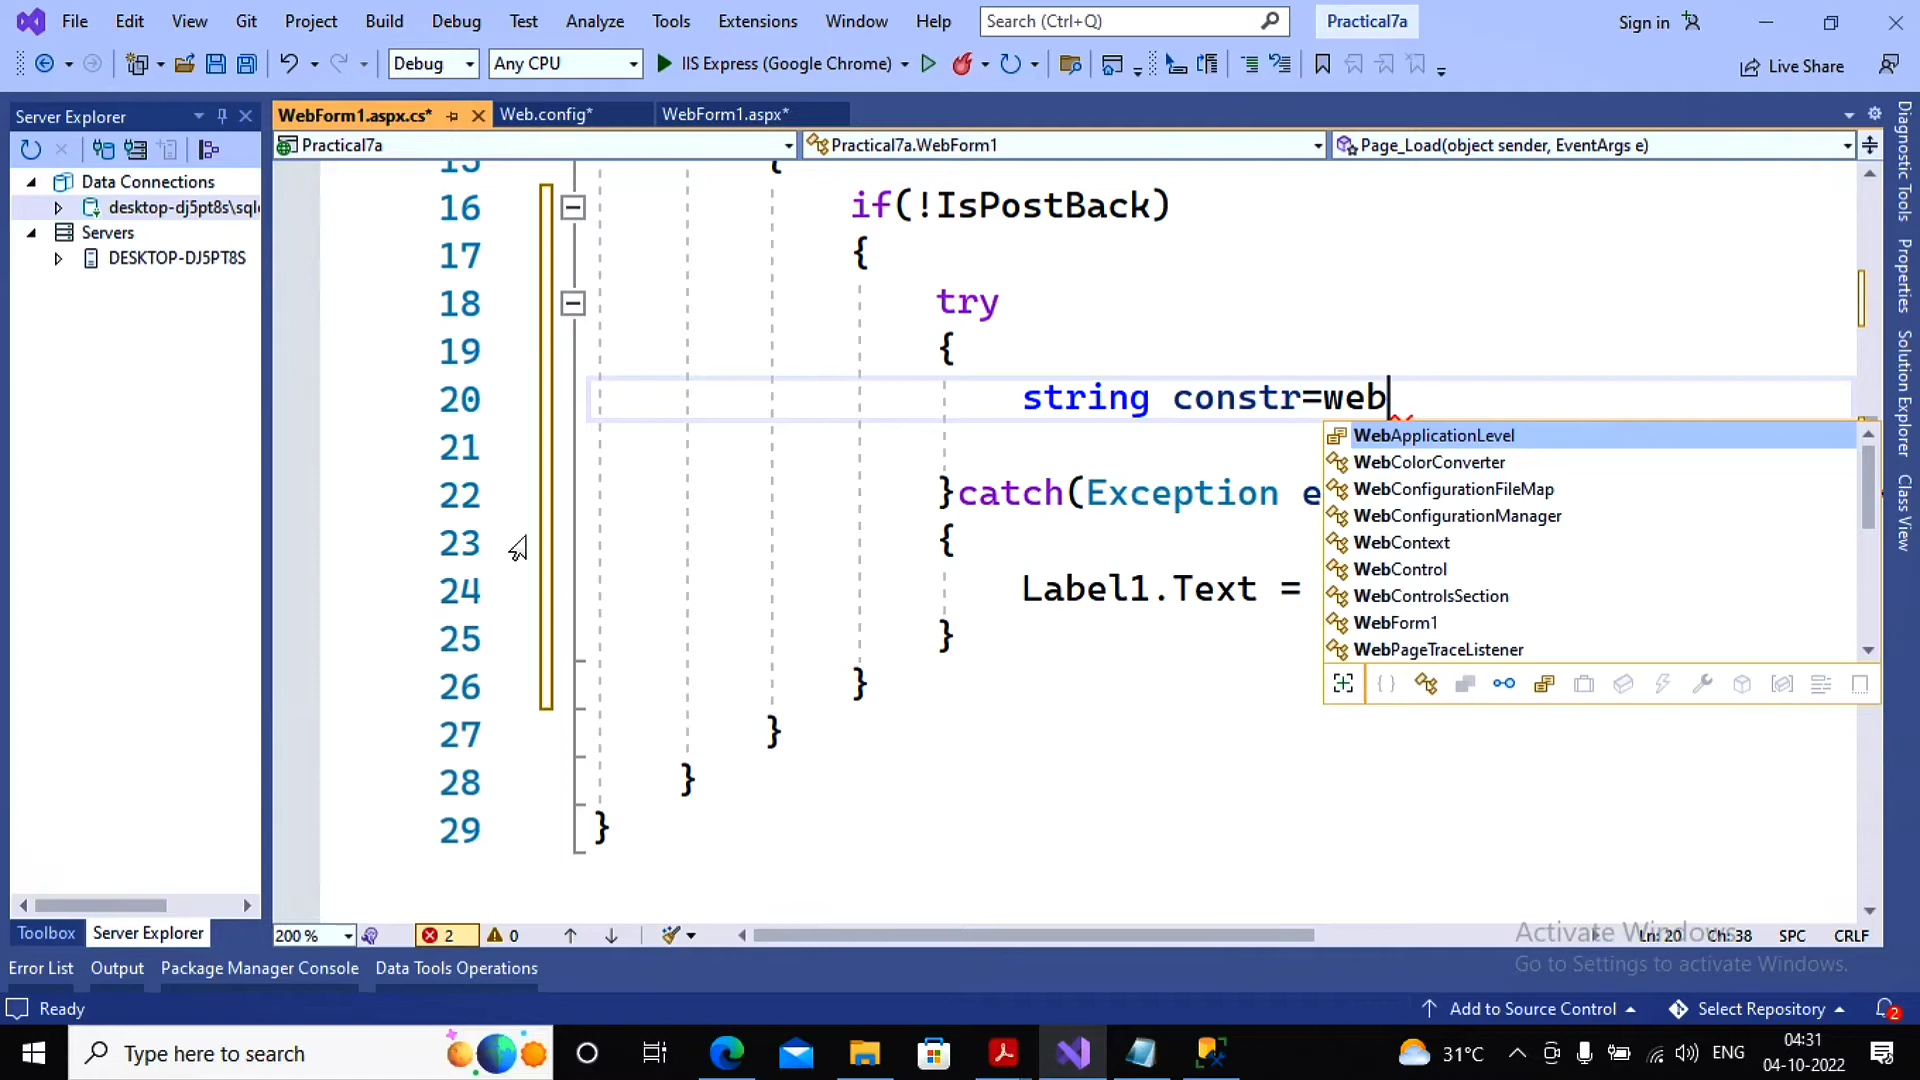 File Edit View Git Project Build Debug Test Analyze Tools Extensions Window Help Search (Ctrl+Q) Practical7a Sign in
Debug Any CPU IIS Express (Google Chrome) Live Share
Server Explorer
WebForm1.aspx.cs* Web.config* WebForm1.aspx*
Practical7a Practical7a.WebForm1 Page_Load(object sender, EventArgs e)
Data Connections
desktop-dj5pt8s\sqle
Servers
DESKTOP-DJ5PT8S
15 {
16 if(!IsPostBack)
17 {
18 try
19 {
20 string constr=web
21
22 }catch(Exception e
23 {
24 Label1.Text =
25 }
26 }
27 }
28 }
29 }
WebApplicationLevel
WebColorConverter
WebConfigurationFileMap
WebConfigurationManager
WebContext
WebControl
WebControlsSection
WebForm1
WebPageTraceListener
Diagnostic Tools
Properties
Solution Explorer
Class View
Toolbox Server Explorer
200 % 2 0 Ln: 20 Ch: 38 SPC CRLF
Activate Windows
Go to Settings to activate Windows.
Error List Output Package Manager Console Data Tools Operations
Ready Add to Source Control Select Repository 2
Type here to search 31°C ENG 04:31
04-10-2022